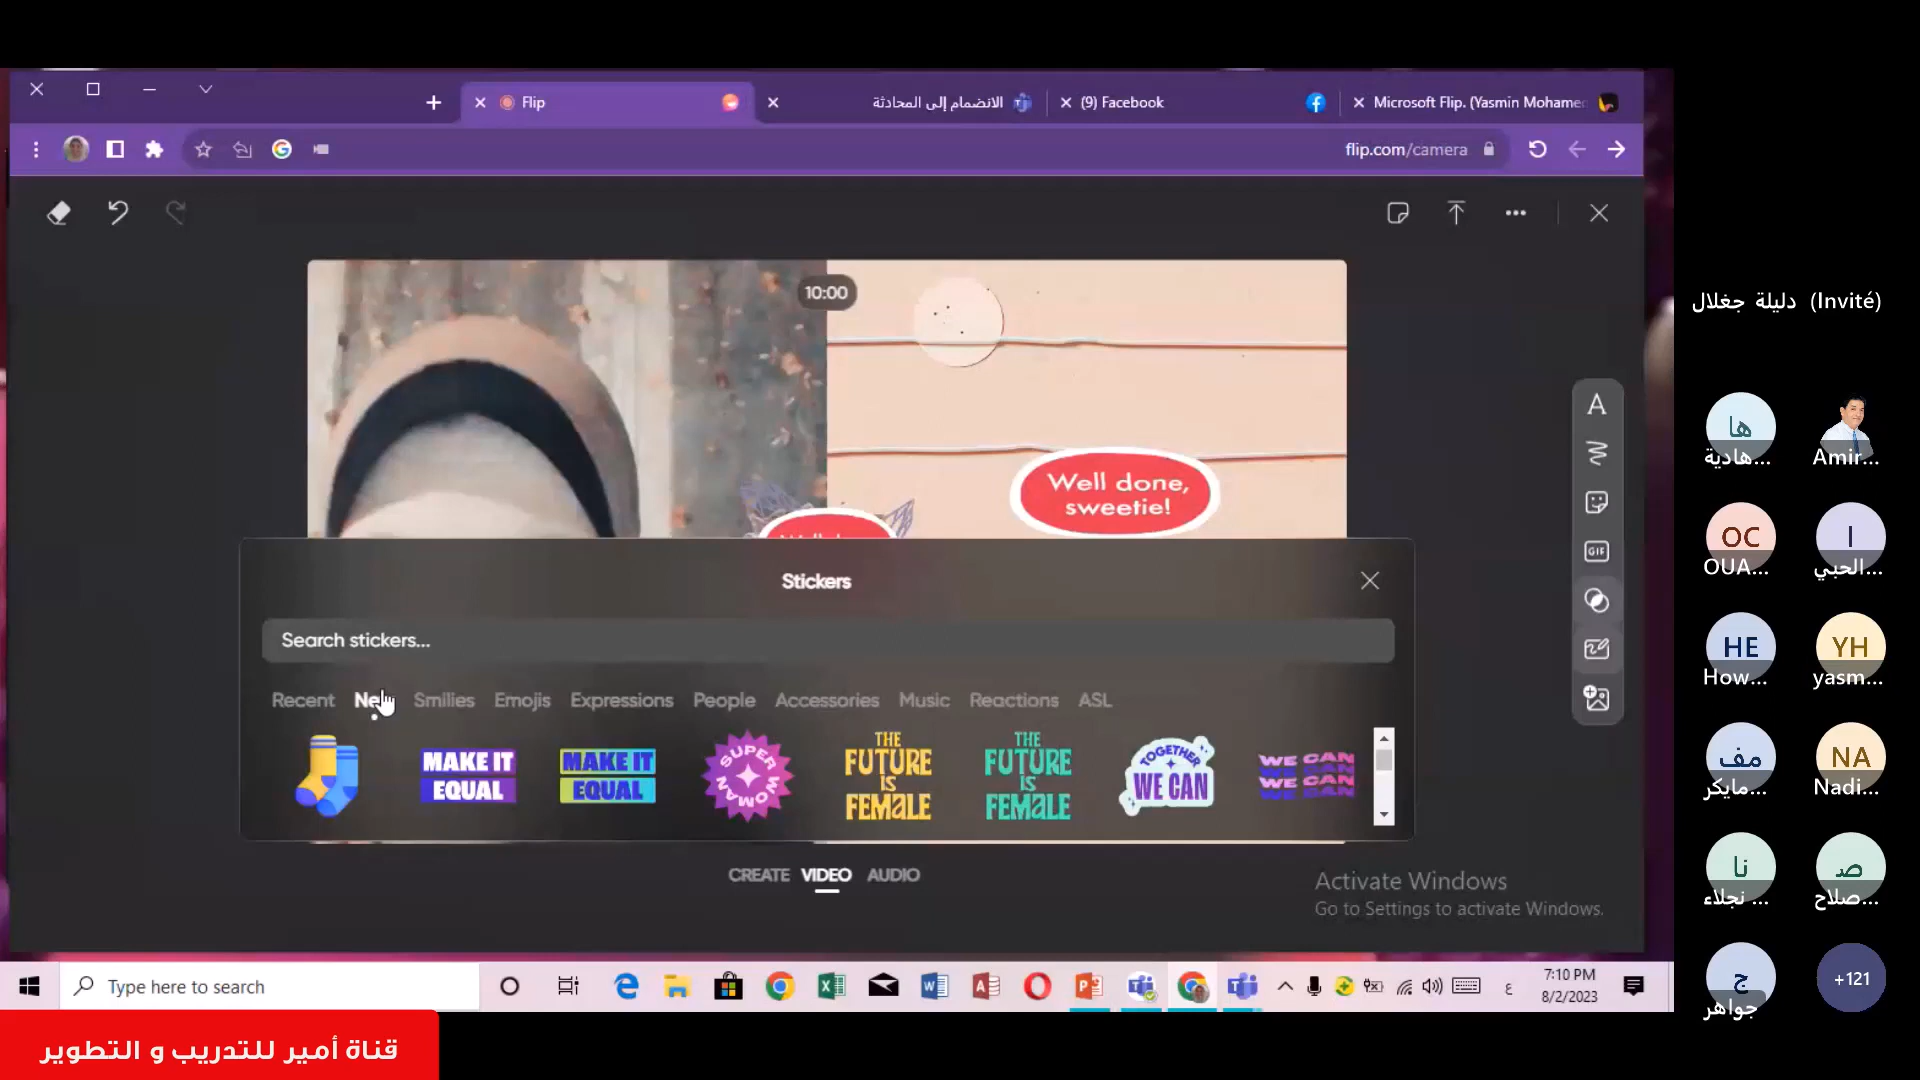 Flip
الانضمام إلى المحادثة
(9) Facebook
Microsoft Flip. (Yasmin Mohamed
flip.com/camera
10:00
Well done,
sweetie!
Stickers
Search stickers...
Recent
Smilies
Emojis
Expressions
People
Accessories
Music
Reactions
ASL
MAKE IT
EQUAL
MAKE IT
EQUAL
SUPER WOMAN
THE
FUTURE
IS
FEMALE
THE
FUTURE
IS
FEMALE
TOGETHER
WE CAN
WE CAN
WE CAN
WE CAN
CREATE VIDEO AUDIO
Activate Windows
Go to Settings to activate Windows.
A
GIF
دليلة جغلال (Invité)
ها
هادية...
Amir...
OC
OUA...
ا
الحبي...
HE
How...
YH
yasm...
مف
مايكر...
NA
Nadi...
نا
نجلاء ...
ص
صلاح...
ج
جواهر
+121
Type here to search
ع
7:10 PM
8/2/2023
قناة أمير للتدريب و التطوير